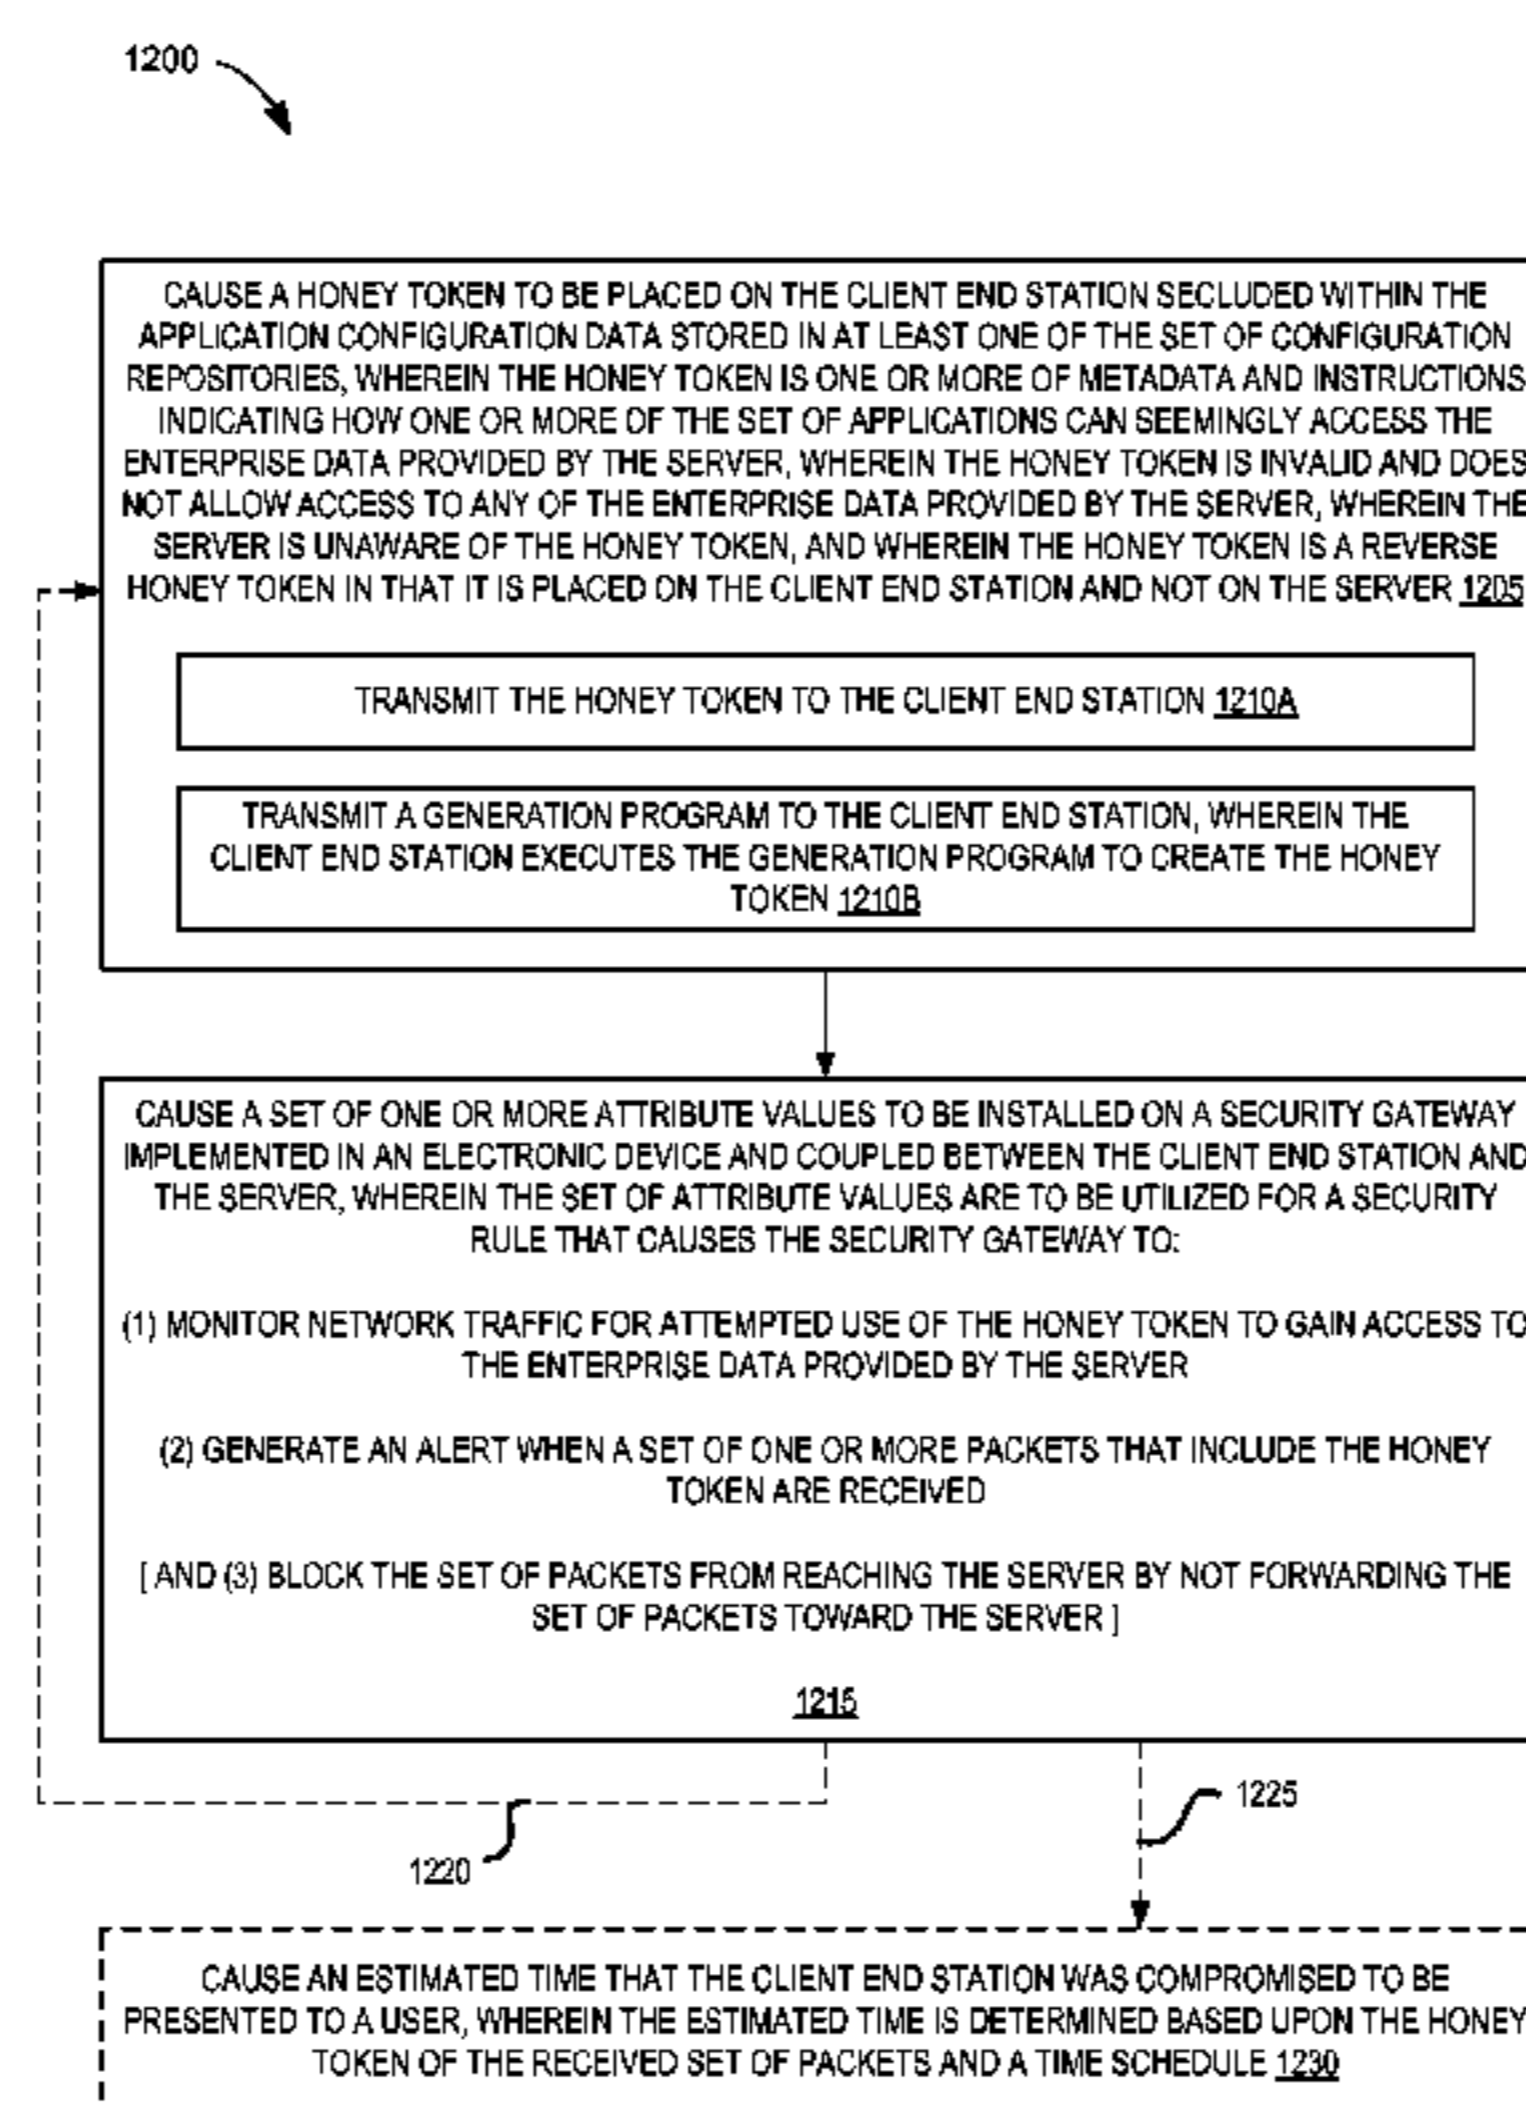 1200
CAUSE A HONEY TOKEN TO BE PLACED ON THE CLIENT END STATION SECLUDED WITHIN THE
APPLICATION CONFIGURATION DATA STORED IN AT LEAST ONE OF THE SET OF CONFIGURATION
REPOSITORIES, WHEREIN THE HONEY TOKEN IS ONE OR MORE OF METADATA AND INSTRUCTIONS
INDICATING HOW ONE OR MORE OF THE SET OF APPLICATIONS CAN SEEMINGLY ACCESS THE
ENTERPRISE DATA PROVIDED BY THE SERVER, WHEREIN THE HONEY TOKEN IS INVALID AND DOES
NOT ALLOW ACCESS TO ANY OF THE ENTERPRISE DATA PROVIDED BY THE SERVER, WHEREIN THE
SERVER IS UNAWARE OF THE HONEY TOKEN, AND WHEREIN THE HONEY TOKEN IS A REVERSE
HONEY TOKEN IN THAT IT IS PLACED ON THE CLIENT END STATION AND NOT ON THE SERVER 1205
TRANSMIT THE HONEY TOKEN TO THE CLIENT END STATION 1210A
TRANSMIT A GENERATION PROGRAM TO THE CLIENT END STATION, WHEREIN THE
CLIENT END STATION EXECUTES THE GENERATION PROGRAM TO CREATE THE HONEY
TOKEN 1210B
CAUSE A SET OF ONE OR MORE ATTRIBUTE VALUES TO BE INSTALLED ON A SECURITY GATEWAY
IMPLEMENTED IN AN ELECTRONIC DEVICE AND COUPLED BETWEEN THE CLIENT END STATION AND
THE SERVER, WHEREIN THE SET OF ATTRIBUTE VALUES ARE TO BE UTILIZED FOR A SECURITY
RULE THAT CAUSES THE SECURITY GATEWAY TO:
(1) MONITOR NETWORK TRAFFIC FOR ATTEMPTED USE OF THE HONEY TOKEN TO GAIN ACCESS TO
THE ENTERPRISE DATA PROVIDED BY THE SERVER
(2) GENERATE AN ALERT WHEN A SET OF ONE OR MORE PACKETS THAT INCLUDE THE HONEY
TOKEN ARE RECEIVED
[ AND (3) BLOCK THE SET OF PACKETS FROM REACHING THE SERVER BY NOT FORWARDING THE
SET OF PACKETS TOWARD THE SERVER ]
1215
1225
1220
CAUSE AN ESTIMATED TIME THAT THE CLIENT END STATION WAS COMPROMISED TO BE
PRESENTED TO A USER, WHEREIN THE ESTIMATED TIME IS DETERMINED BASED UPON THE HONEY
TOKEN OF THE RECEIVED SET OF PACKETS AND A TIME SCHEDULE 1230